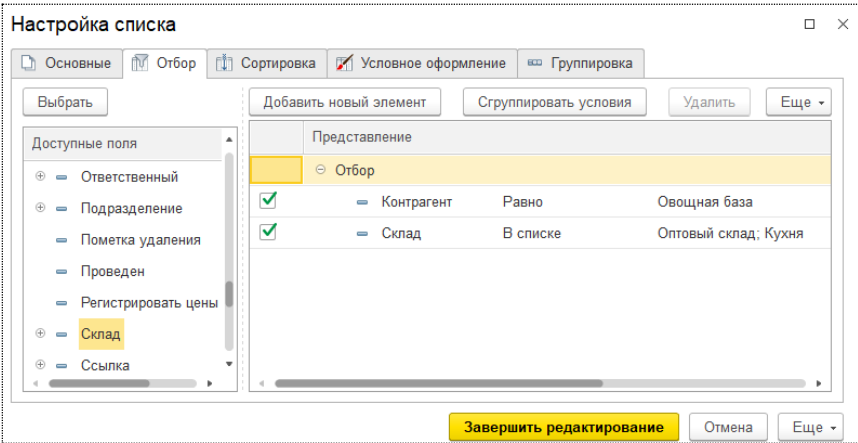 Настройка списка
Основные Отбор Сортировка Условное оформление Группировка
Выбрать Добавить новый элемент Сгруппировать условия Удалить Еще
Доступные поля Представление
Отбор
Ответственный
Контрагент Равно Овощная база
Подразделение
Склад В списке Оптовый склад; Кухня
Пометка удаления
Проведен
Регистрировать цены
Склад
Ссылка
Завершить редактирование Отмена Еще